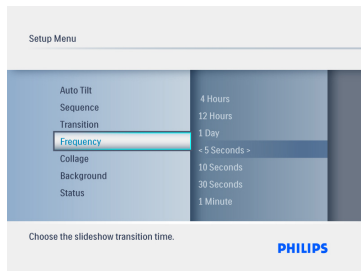 Setup Menu
Auto Tilt
Sequence
Transition
Frequency
Collage
Background
Status
4 Hours
12 Hours
1 Day
< 5 Seconds >
10 Seconds
30 Seconds
1 Minute
Choose the slideshow transition time.
PHILIPS